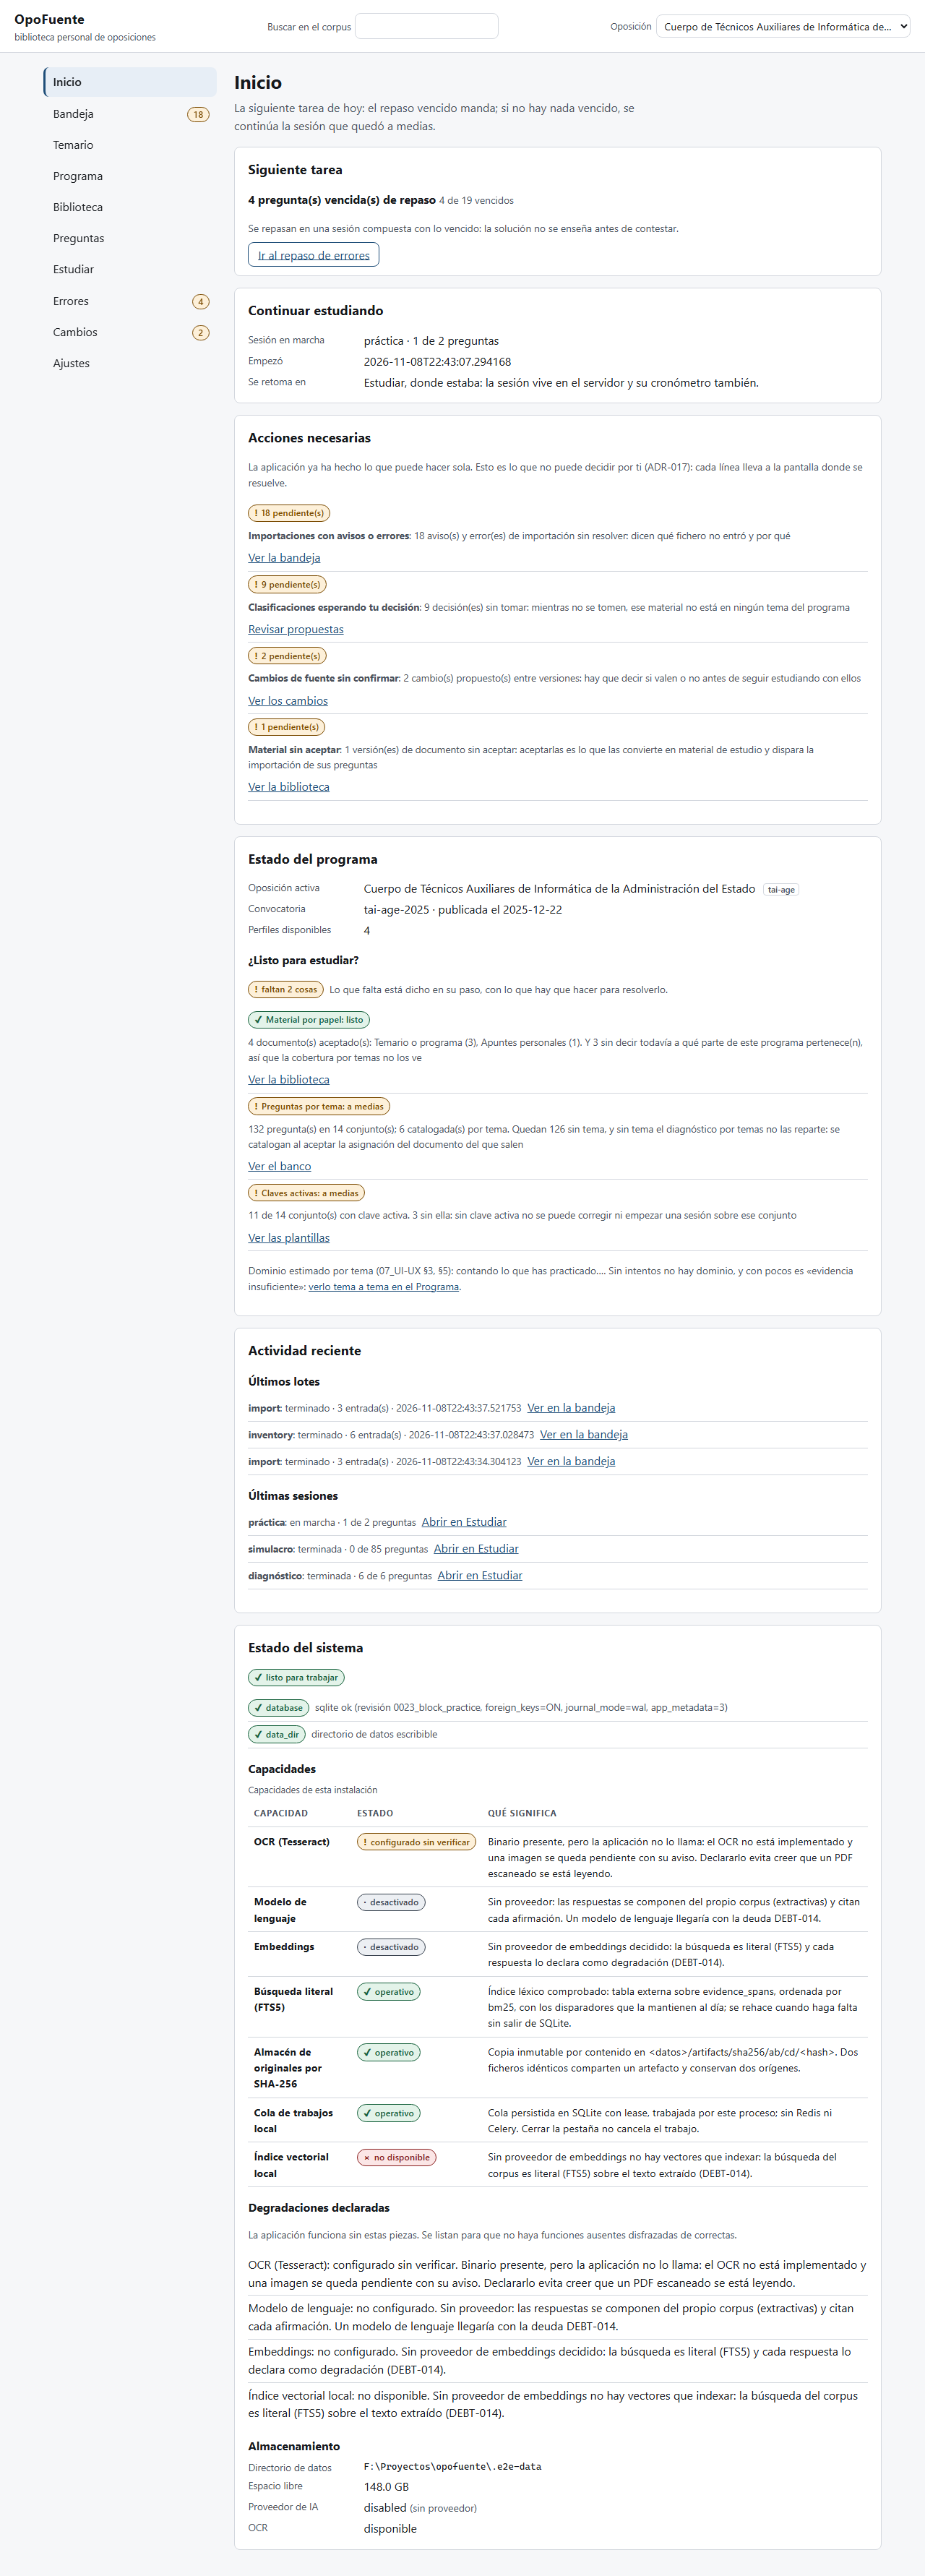 OpoFuente
biblioteca personal de oposiciones
Buscar en el corpus
Oposición
Cuerpo de Técnicos Auxiliares de Informática de...
Inicio
Bandeja
18
Temario
Programa
Biblioteca
Preguntas
Estudiar
Errores
4
Cambios
2
Ajustes
Inicio
La siguiente tarea de hoy: el repaso vencido manda; si no hay nada vencido, se
continúa la sesión que quedó a medias.
Siguiente tarea
4 pregunta(s) vencida(s) de repaso 4 de 19 vencidos
Se repasan en una sesión compuesta con lo vencido: la solución no se enseña antes de contestar.
Ir al repaso de errores
Continuar estudiando
Sesión en marcha práctica · 1 de 2 preguntas
Empezó 2026-11-08T22:43:07.294168
Se retoma en Estudiar, donde estaba: la sesión vive en el servidor y su cronómetro también.
Acciones necesarias
La aplicación ya ha hecho lo que puede hacer sola. Esto es lo que no puede decidir por ti (ADR-017): cada línea lleva a la pantalla donde se
resuelve.
! 18 pendiente(s)
Importaciones con avisos o errores: 18 aviso(s) y error(es) de importación sin resolver: dicen qué fichero no entró y por qué
Ver la bandeja
! 9 pendiente(s)
Clasificaciones esperando tu decisión: 9 decisión(es) sin tomar: mientras no se tomen, ese material no está en ningún tema del programa
Revisar propuestas
! 2 pendiente(s)
Cambios de fuente sin confirmar: 2 cambio(s) propuesto(s) entre versiones: hay que decir si valen o no antes de seguir estudiando con ellos
Ver los cambios
! 1 pendiente(s)
Material sin aceptar: 1 versión(es) de documento sin aceptar: aceptarlas es lo que las convierte en material de estudio y dispara la
importación de sus preguntas
Ver la biblioteca
Estado del programa
Oposición activa Cuerpo de Técnicos Auxiliares de Informática de la Administración del Estado tai-age
Convocatoria tai-age-2025 · publicada el 2025-12-22
Perfiles disponibles 4
¿Listo para estudiar?
! faltan 2 cosas Lo que falta está dicho en su paso, con lo que hay que hacer para resolverlo.
✓ Material por papel: listo
4 documento(s) aceptado(s): Temario o programa (3), Apuntes personales (1). Y 3 sin decir todavía a qué parte de este programa pertenece(n),
así que la cobertura por temas no los ve
Ver la biblioteca
! Preguntas por tema: a medias
132 pregunta(s) en 14 conjunto(s); 6 catalogada(s) por tema. Quedan 126 sin tema, y sin tema el diagnóstico por temas no las reparte: se
catalogan al aceptar la asignación del documento del que salen
Ver el banco
! Claves activas: a medias
11 de 14 conjunto(s) con clave activa. 3 sin ella: sin clave activa no se puede corregir ni empezar una sesión sobre ese conjunto
Ver las plantillas
Dominio estimado por tema (07_UI-UX §3, §5): contando lo que has practicado.... Sin intentos no hay dominio, y con pocos es «evidencia
insuficiente»: verlo tema a tema en el Programa.
Actividad reciente
Últimos lotes
import: terminado · 3 entrada(s) · 2026-11-08T22:43:37.521753 Ver en la bandeja
inventory: terminado · 6 entrada(s) · 2026-11-08T22:43:37.028473 Ver en la bandeja
import: terminado · 3 entrada(s) · 2026-11-08T22:43:34.304123 Ver en la bandeja
Últimas sesiones
práctica: en marcha · 1 de 2 preguntas Abrir en Estudiar
simulacro: terminada · 0 de 85 preguntas Abrir en Estudiar
diagnóstico: terminada · 6 de 6 preguntas Abrir en Estudiar
Estado del sistema
✓ listo para trabajar
✓ database sqlite ok (revisión 0023_block_practice, foreign_keys=ON, journal_mode=wal, app_metadata=3)
✓ data_dir directorio de datos escribible
Capacidades
Capacidades de esta instalación
CAPACIDAD ESTADO QUÉ SIGNIFICA
OCR (Tesseract) ! configurado sin verificar Binario presente, pero la aplicación no lo llama: el OCR no está implementado y
una imagen se queda pendiente con su aviso. Declararlo evita creer que un PDF
escaneado se está leyendo.
Modelo de · desactivado Sin proveedor: las respuestas se componen del propio corpus (extractivas) y citan
lenguaje cada afirmación. Un modelo de lenguaje llegaría con la deuda DEBT-014.
Embeddings · desactivado Sin proveedor de embeddings decidido: la búsqueda es literal (FTS5) y cada
respuesta lo declara como degradación (DEBT-014).
Búsqueda literal ✓ operativo Índice léxico comprobado: tabla externa sobre evidence_spans, ordenada por
(FTS5) bm25, con los disparadores que la mantienen al día; se rehace cuando haga falta
sin salir de SQLite.
Almacén de ✓ operativo Copia inmutable por contenido en <datos>/artifacts/sha256/ab/cd/<hash>. Dos
originales por ficheros idénticos comparten un artefacto y conservan dos orígenes.
SHA-256
Cola de trabajos ✓ operativo Cola persistida en SQLite con lease, trabajada por este proceso; sin Redis ni
local Celery. Cerrar la pestaña no cancela el trabajo.
Índice vectorial × no disponible Sin proveedor de embeddings no hay vectores que indexar: la búsqueda del
local corpus es literal (FTS5) sobre el texto extraído (DEBT-014).
Degradaciones declaradas
La aplicación funciona sin estas piezas. Se listan para que no haya funciones ausentes disfrazadas de correctas.
OCR (Tesseract): configurado sin verificar. Binario presente, pero la aplicación no lo llama: el OCR no está implementado y
una imagen se queda pendiente con su aviso. Declararlo evita creer que un PDF escaneado se está leyendo.
Modelo de lenguaje: no configurado. Sin proveedor: las respuestas se componen del propio corpus (extractivas) y citan
cada afirmación. Un modelo de lenguaje llegaría con la deuda DEBT-014.
Embeddings: no configurado. Sin proveedor de embeddings decidido: la búsqueda es literal (FTS5) y cada respuesta lo
declara como degradación (DEBT-014).
Índice vectorial local: no disponible. Sin proveedor de embeddings no hay vectores que indexar: la búsqueda del corpus
es literal (FTS5) sobre el texto extraído (DEBT-014).
Almacenamiento
Directorio de datos F:\Proyectos\opofuente\.e2e-data
Espacio libre 148.0 GB
Proveedor de IA disabled (sin proveedor)
OCR disponible